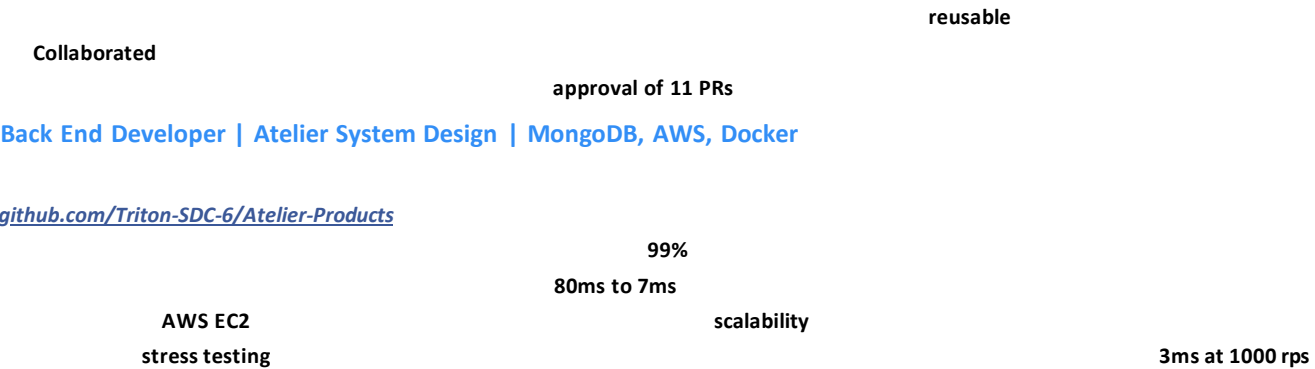 reusable
Collaborated
approval of 11 PRs
Back End Developer | Atelier System Design | MongoDB, AWS, Docker
github.com/Triton-SDC-6/Atelier-Products
99%
80ms to 7ms
AWS EC2 scalability
stress testing 3ms at 1000 rps